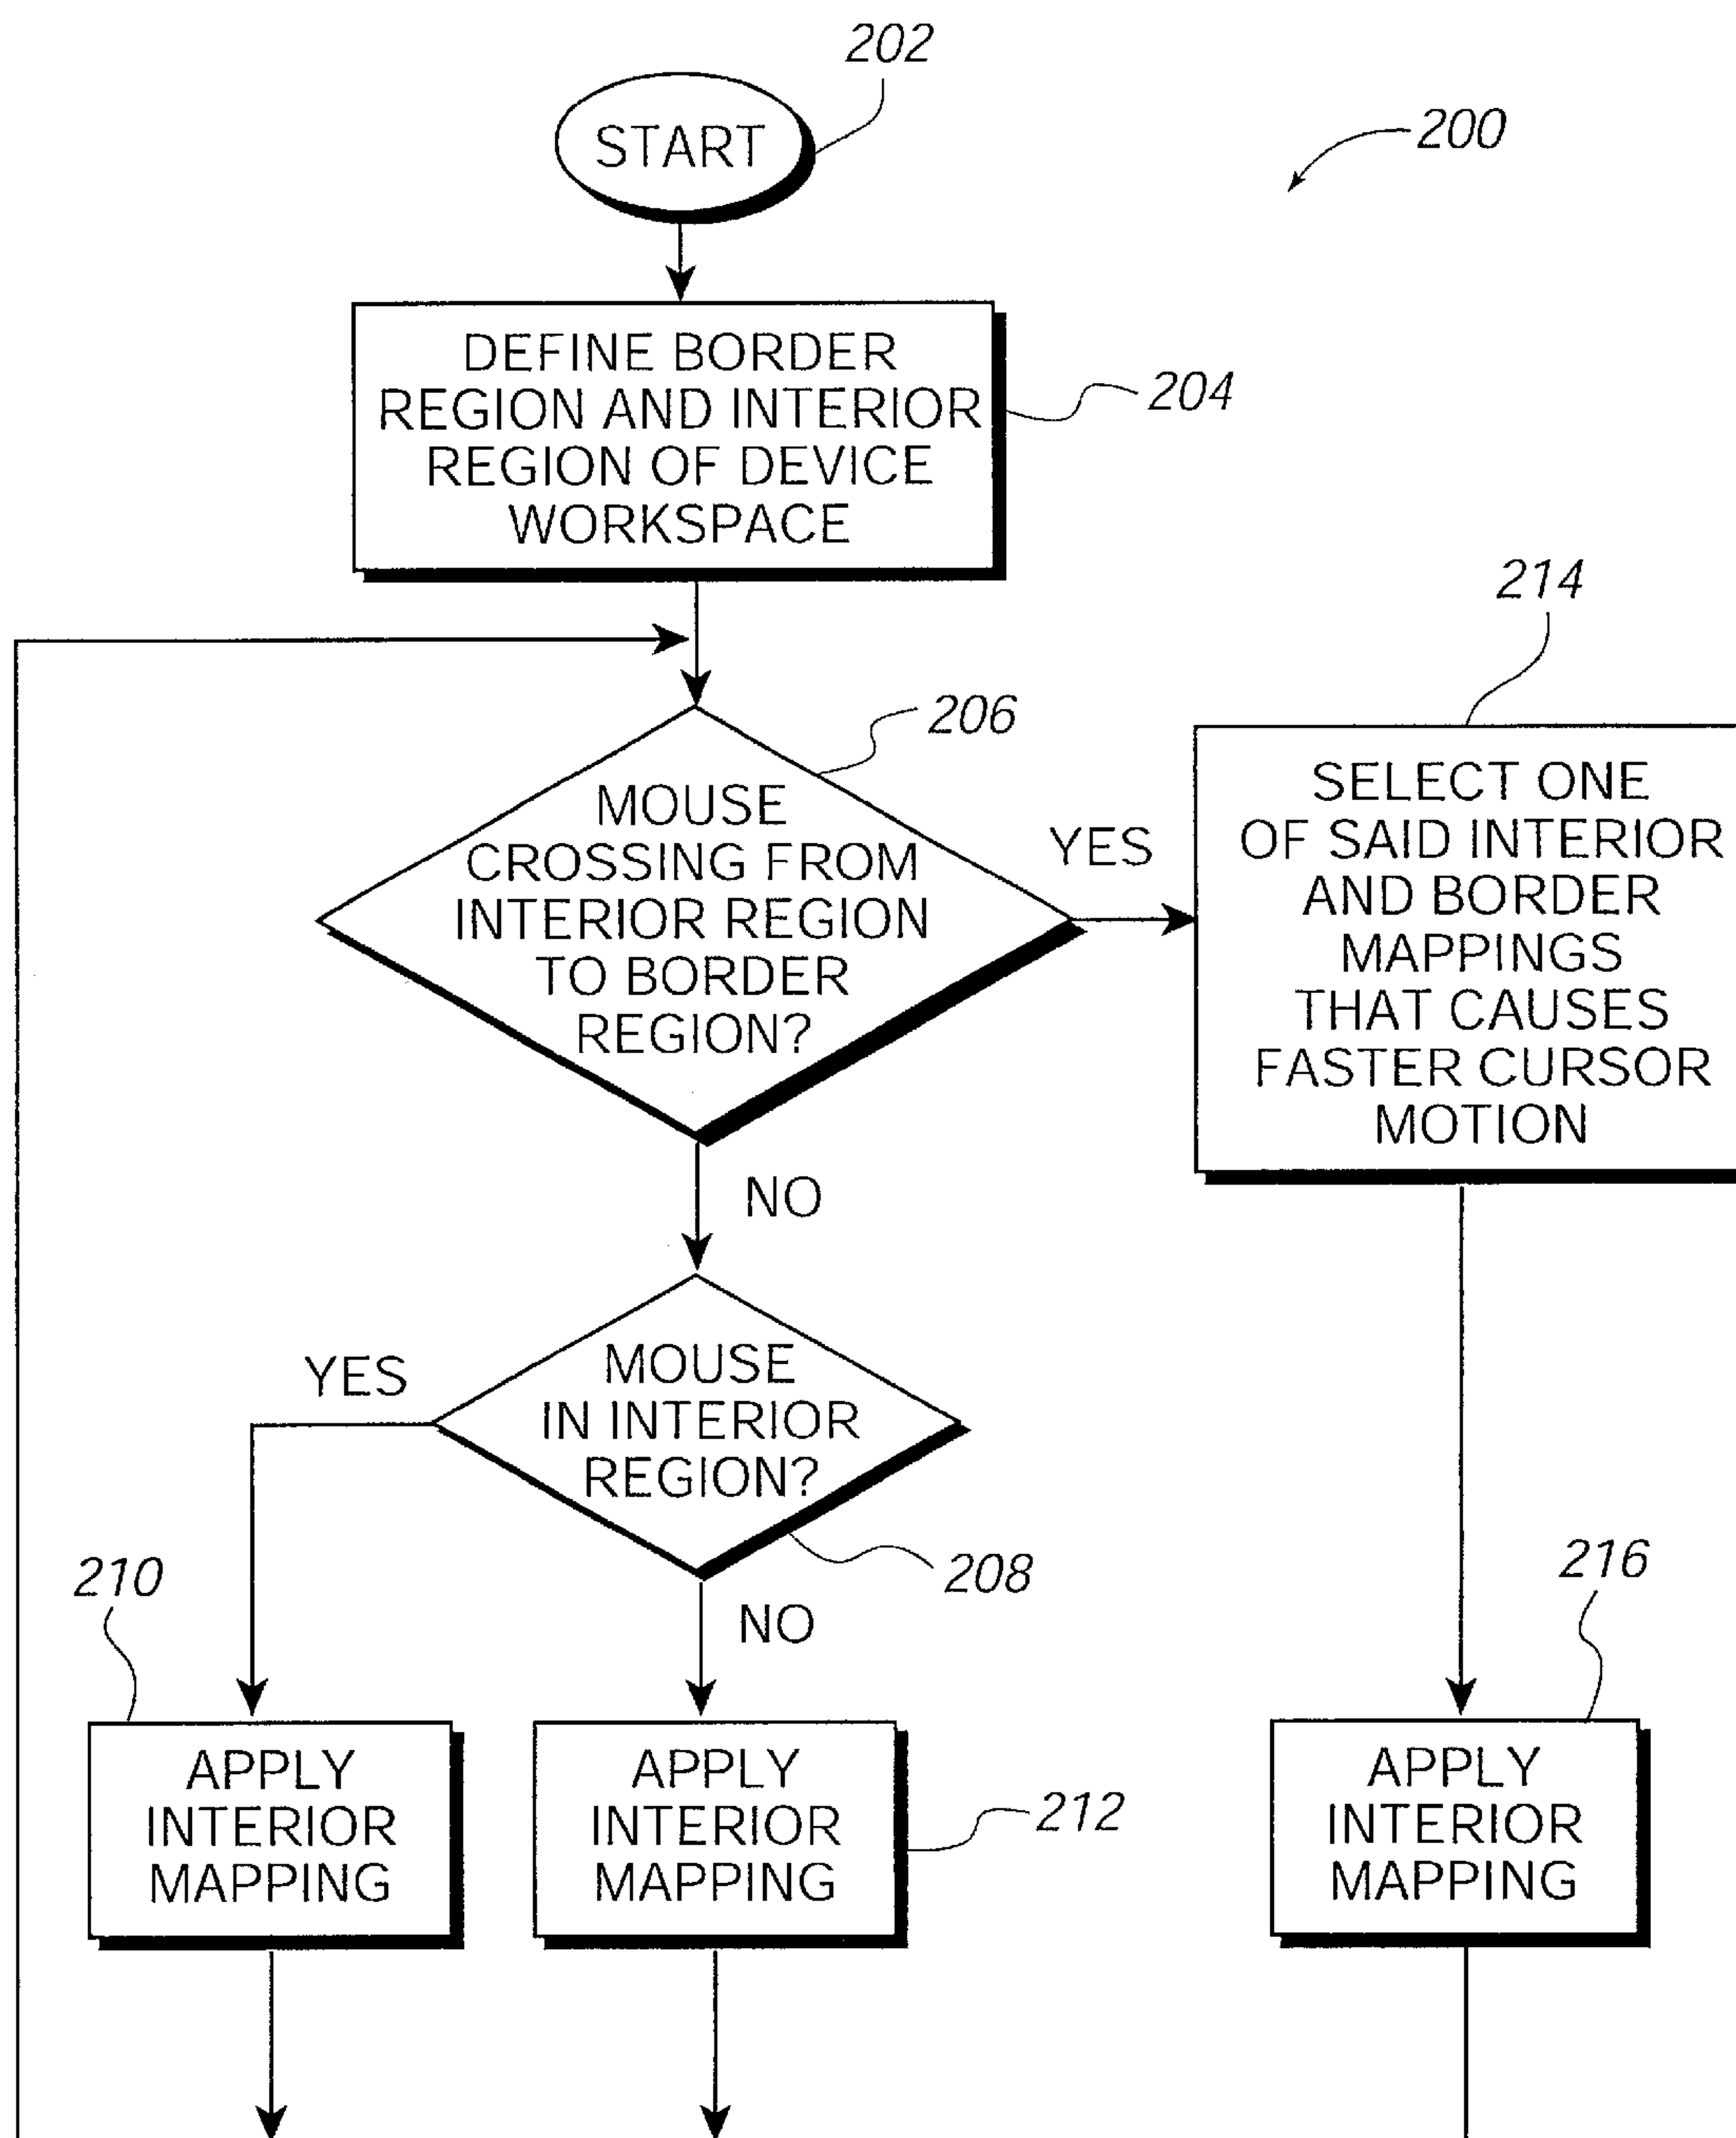 202
START
200
DEFINE BORDER
REGION AND INTERIOR
REGION OF DEVICE
WORKSPACE
204
206
MOUSE
CROSSING FROM
INTERIOR REGION
TO BORDER
REGION?
YES
214
SELECT ONE
OF SAID INTERIOR
AND BORDER
MAPPINGS
THAT CAUSES
FASTER CURSOR
MOTION
NO
MOUSE
IN INTERIOR
REGION?
YES
208
NO
210
APPLY
INTERIOR
MAPPING
APPLY
INTERIOR
MAPPING
212
216
APPLY
INTERIOR
MAPPING